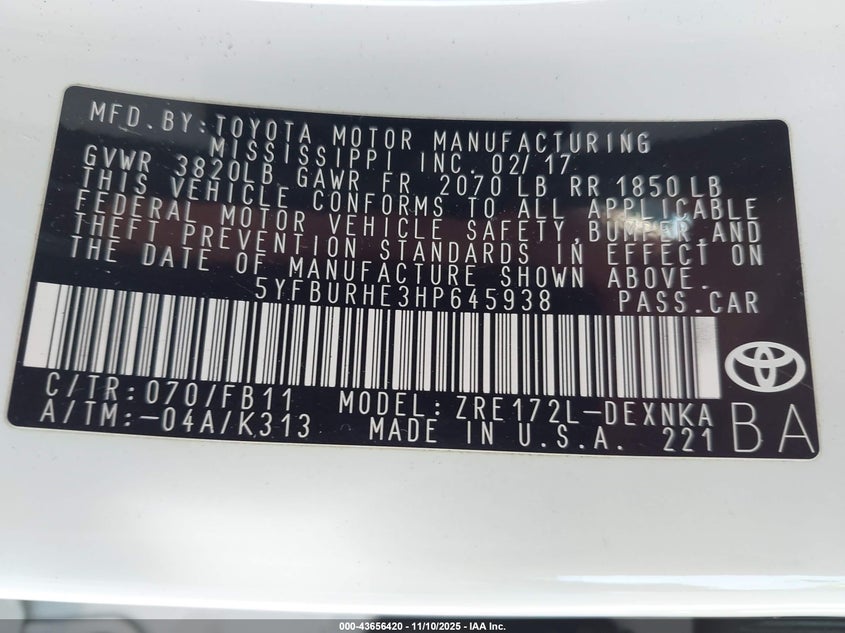 MFD.BY:TOYOTA MOTOR MANUFACTURING
MISSISSIPPI INC. 02/17
GVWR 3820LB GAWR FR 2070 LB RR 1850 LB
THIS VEHICLE CONFORMS TO ALL APPLICABLE
FEDERAL MOTOR VEHICLE SAFETY,BUMPER,AND
THEFT PREVENTION STANDARDS IN EFFECT ON
THE DATE OF MANUFACTURE SHOWN ABOVE.
5YFBURHE3HP645938 PASS.CAR
C/TR:070/FB11 MODEL:ZRE172L-DEXNKA
A/TM:-04A/K313 MADE IN U.S.A. 221 BA
000-43656420 - 11/10/2025 - IAA Inc.